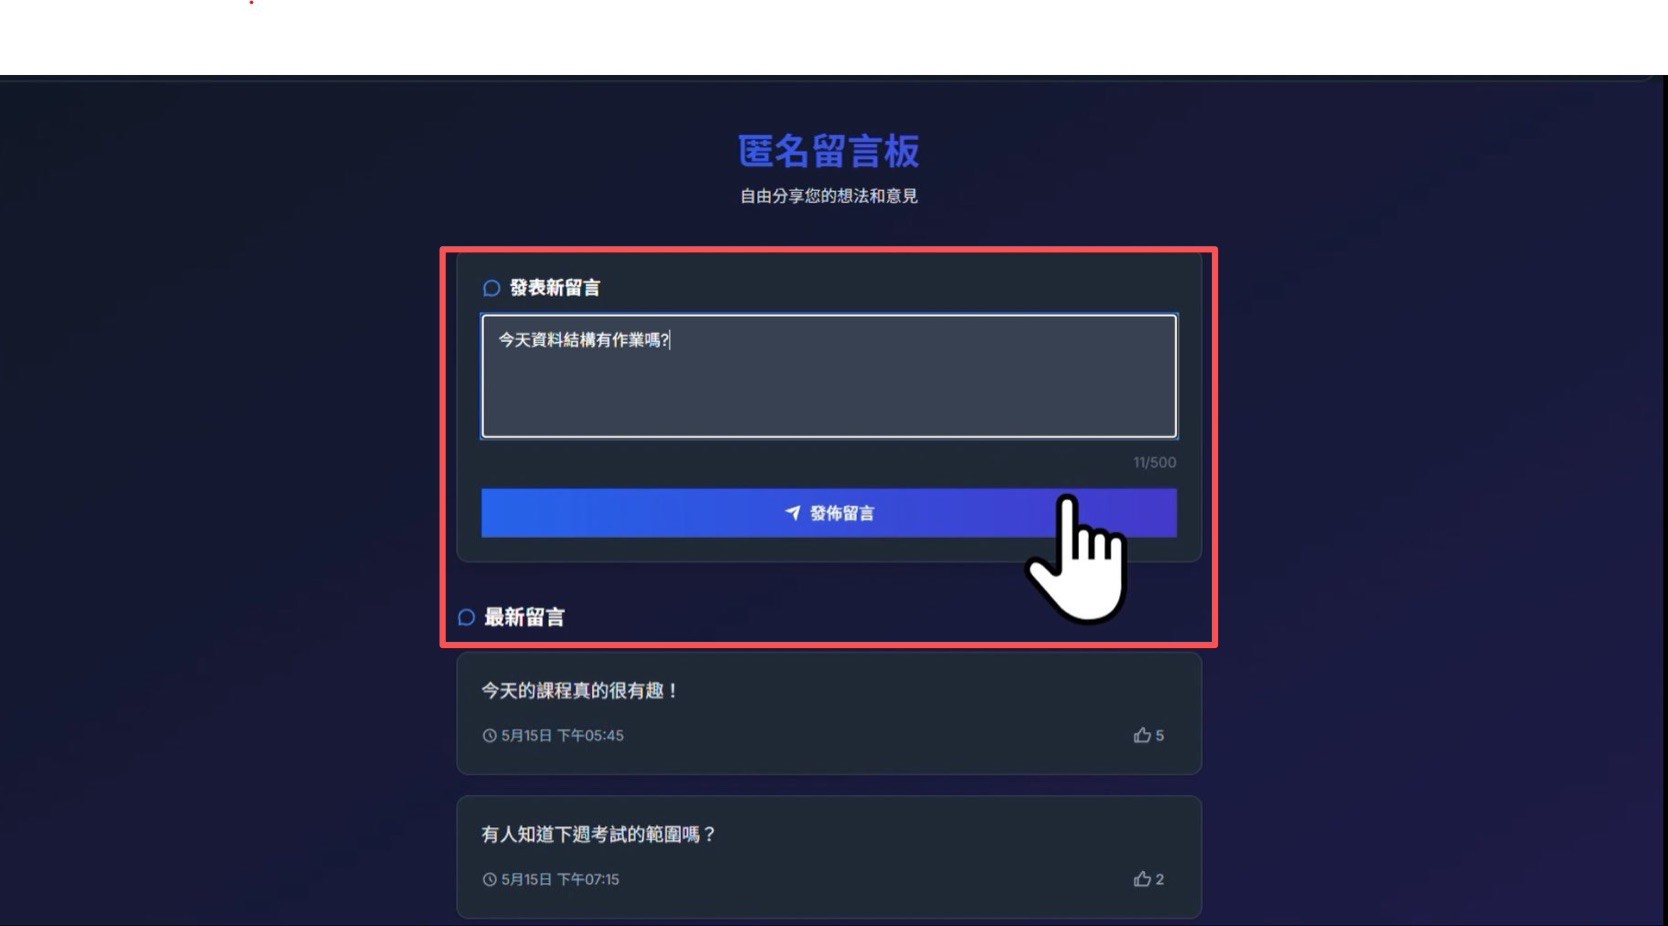 匿名留言板
自由分享您的想法和意見
發表新留言
今天資料結構有作業嗎?
11/500
發佈留言
最新留言
今天的課程真的很有趣！
5月15日 下午05:45
5
有人知道下週考試的範圍嗎？
5月15日 下午07:15
2